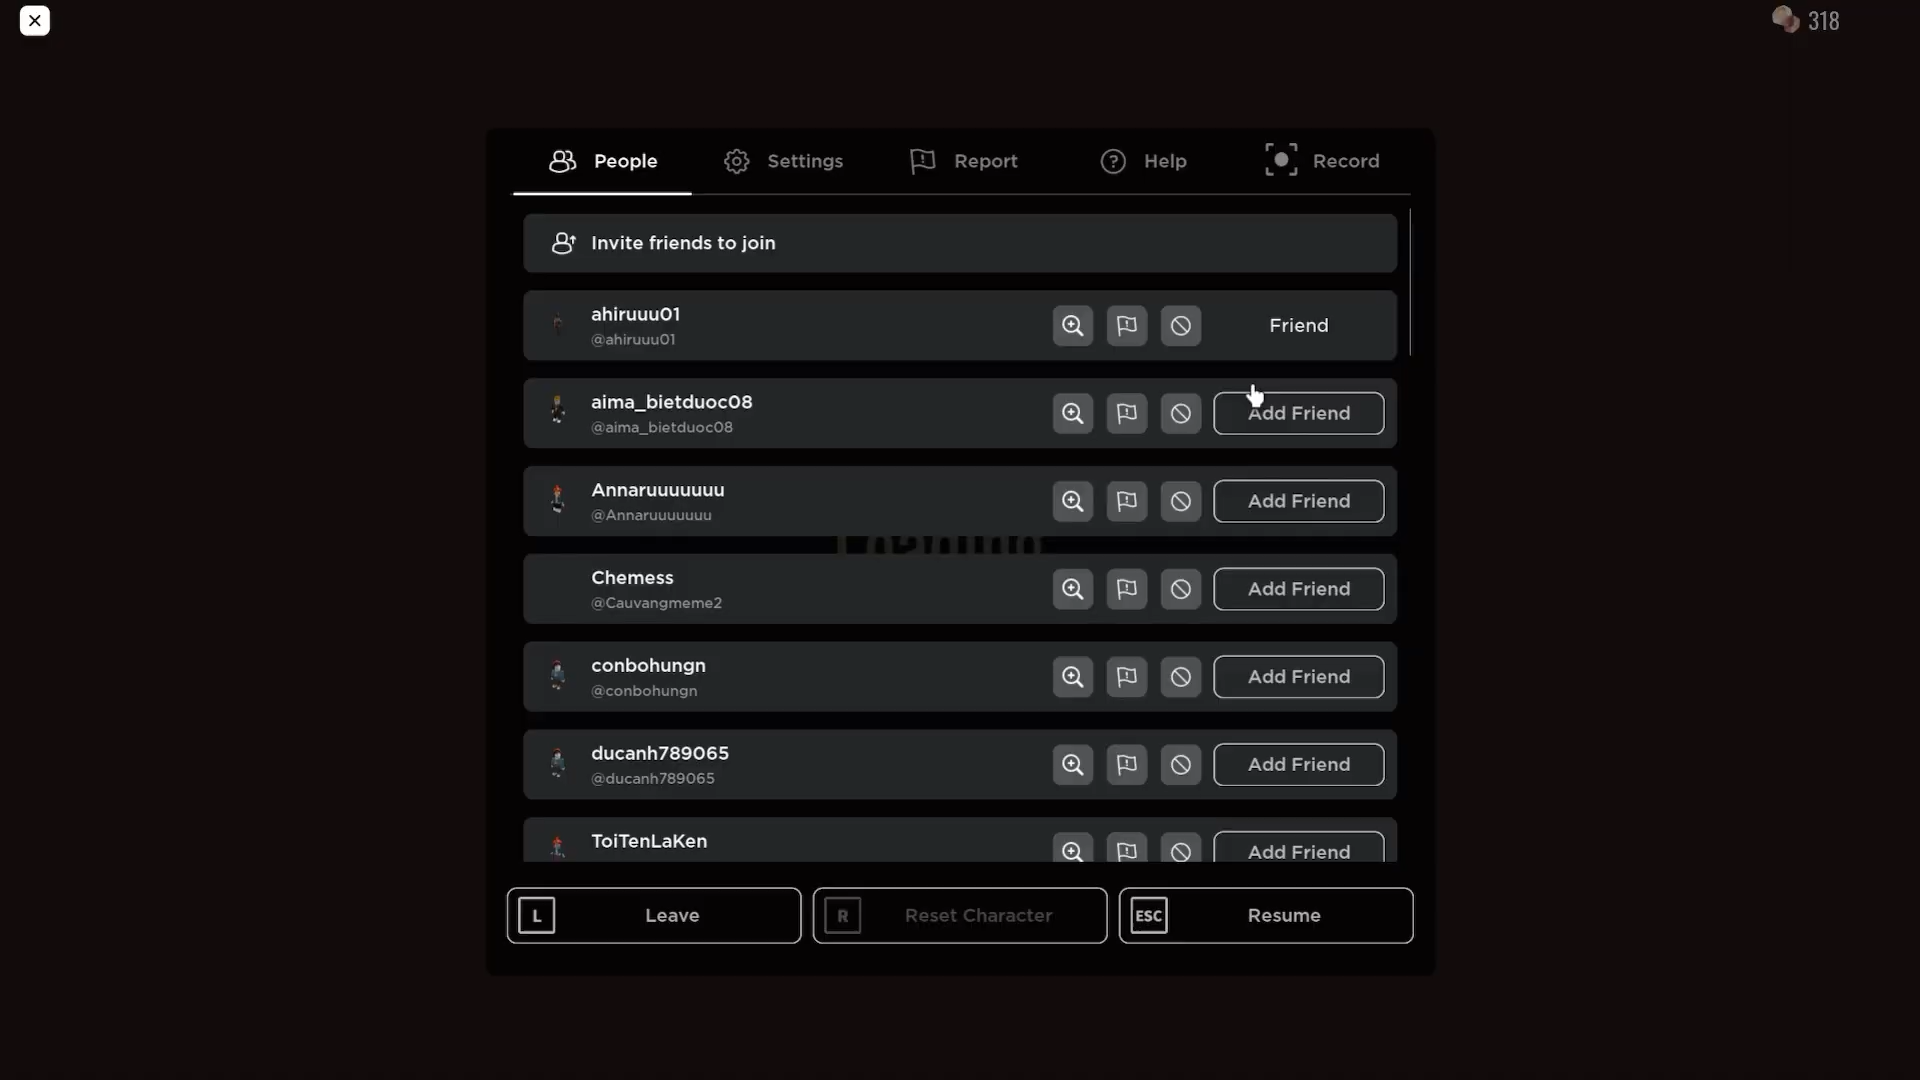 318
People
Settings
Report
Help
Record
Invite friends to join
ahiruuu01
@ahiruuu01
Friend
aima_bietduoc08
@aima_bietduoc08
Add Friend
Annaruuuuuuu
@Annaruuuuuuu
Add Friend
Loading
Chemess
@Cauvangmeme2
Add Friend
conbohungn
@conbohungn
Add Friend
ducanh789065
@ducanh789065
Add Friend
ToiTenLaKen
Add Friend
L Leave
R Reset Character
ESC Resume